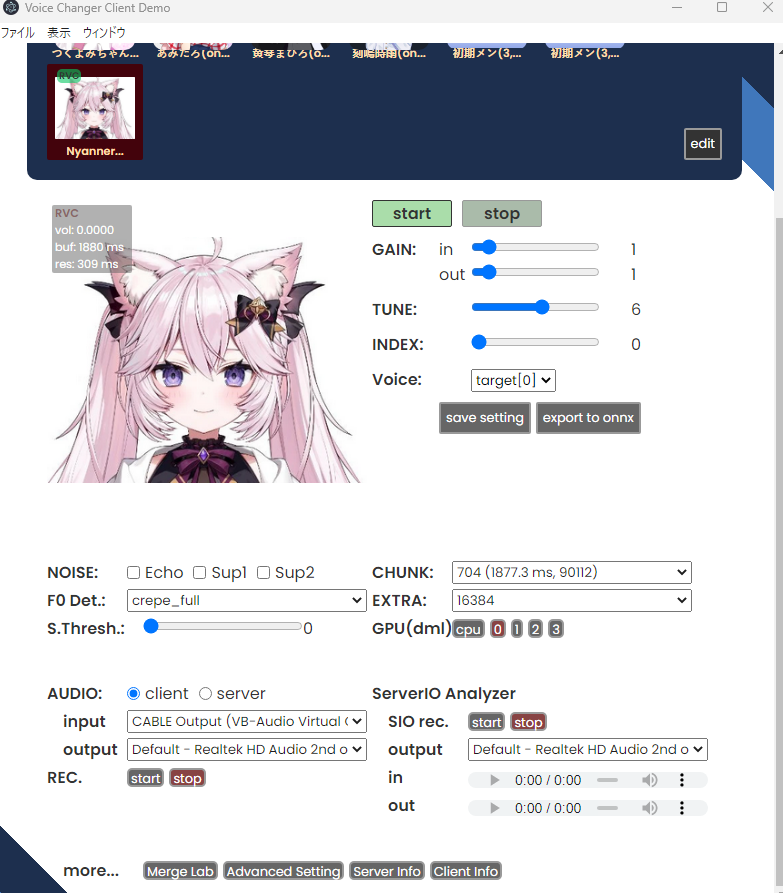 Voice Changer Client Demo
ファイル 表示 ウィンドウ
つくよみちゃん... あみたろ(on... 黄琴まひろ(o... 刻鳴時雨(on... 初期メン(3,... 初期メン(3,...
RVC
Nyanner...
edit
RVC
vol: 0.0000
buf: 1880 ms
res: 309 ms
start stop
GAIN: in 1
out 1
TUNE: 6
INDEX: 0
Voice: target[0]
save setting export to onnx
NOISE: Echo Sup1 Sup2 CHUNK: 704 (1877.3 ms, 90112)
F0 Det.: crepe_full EXTRA: 16384
S.Thresh.: 0 GPU(dml) cpu 0 1 2 3
AUDIO: client server ServerIO Analyzer
input CABLE Output (VB-Audio Virtual C SIO rec. start stop
output Default - Realtek HD Audio 2nd o output Default - Realtek HD Audio 2nd o
REC. start stop in 0:00 / 0:00
out 0:00 / 0:00
more... Merge Lab Advanced Setting Server Info Client Info